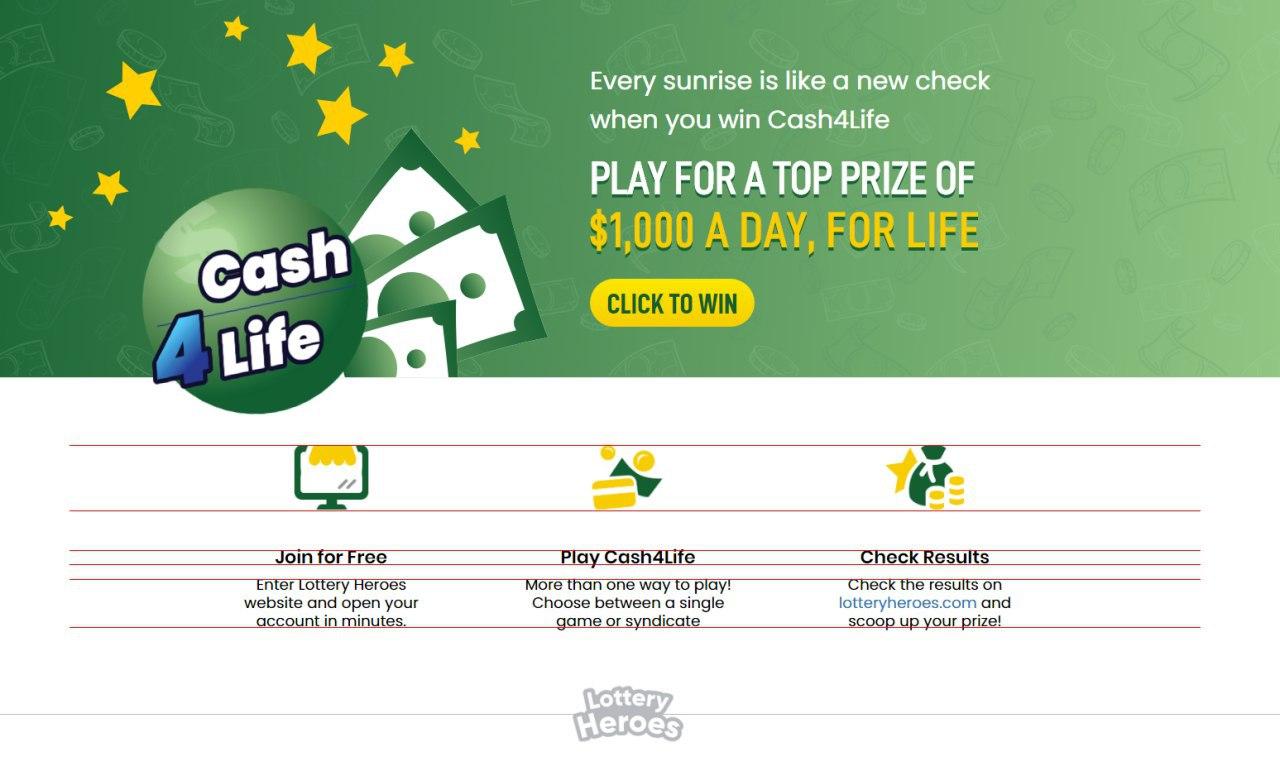 Every sunrise is like a new check
when you win Cash4Life
PLAY FOR A TOP PRIZE OF
$1,000 A DAY, FOR LIFE
CLICK TO WIN
Cash
4 Life
Join for Free
Enter Lottery Heroes
website and open your
account in minutes.
Play Cash4Life
More than one way to play!
Choose between a single
game or syndicate
Check Results
Check the results on
lotteryheroes.com and
scoop up your prize!
Lottery
Heroes